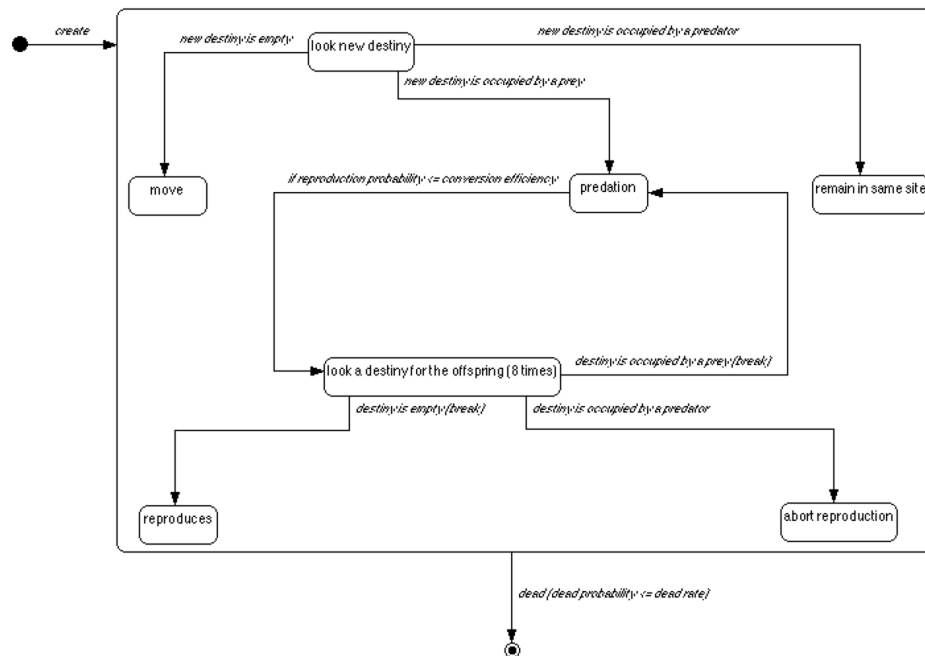 create
new destiny is empty
look new destiny
new destiny is occupied by a predator
new destiny is occupied by a prey
move
if reproduction probability <= conversion efficiency
predation
remain in same site
look a destiny for the offspring (8 times)
destiny is occupied by a prey(break)
destiny is empty(break)
destiny is occupied by a predator
reproduces
abort reproduction
dead (dead probability <= dead rate)